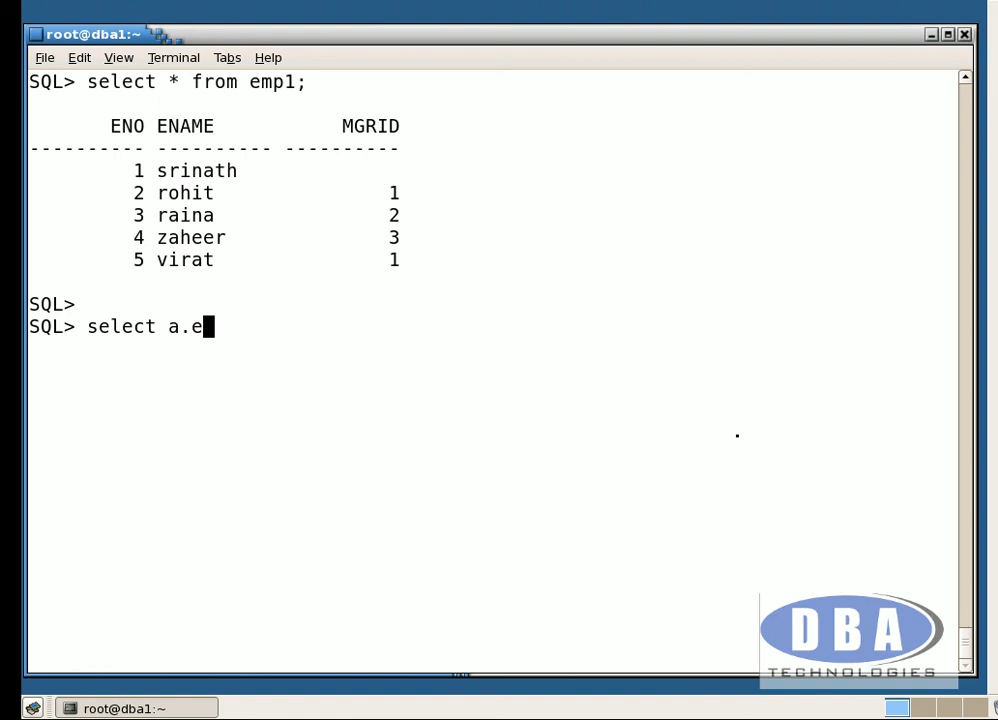 root@dba1:~
File Edit View Terminal Tabs Help
SQL> select * from emp1;
ENO ENAME MGRID
---------- ---------- ----------
1 srinath
2 rohit 1
3 raina 2
4 zaheer 3
5 virat 1
SQL>
SQL> select a.e
DBA
TECHNOLOGIES
root@dba1:~